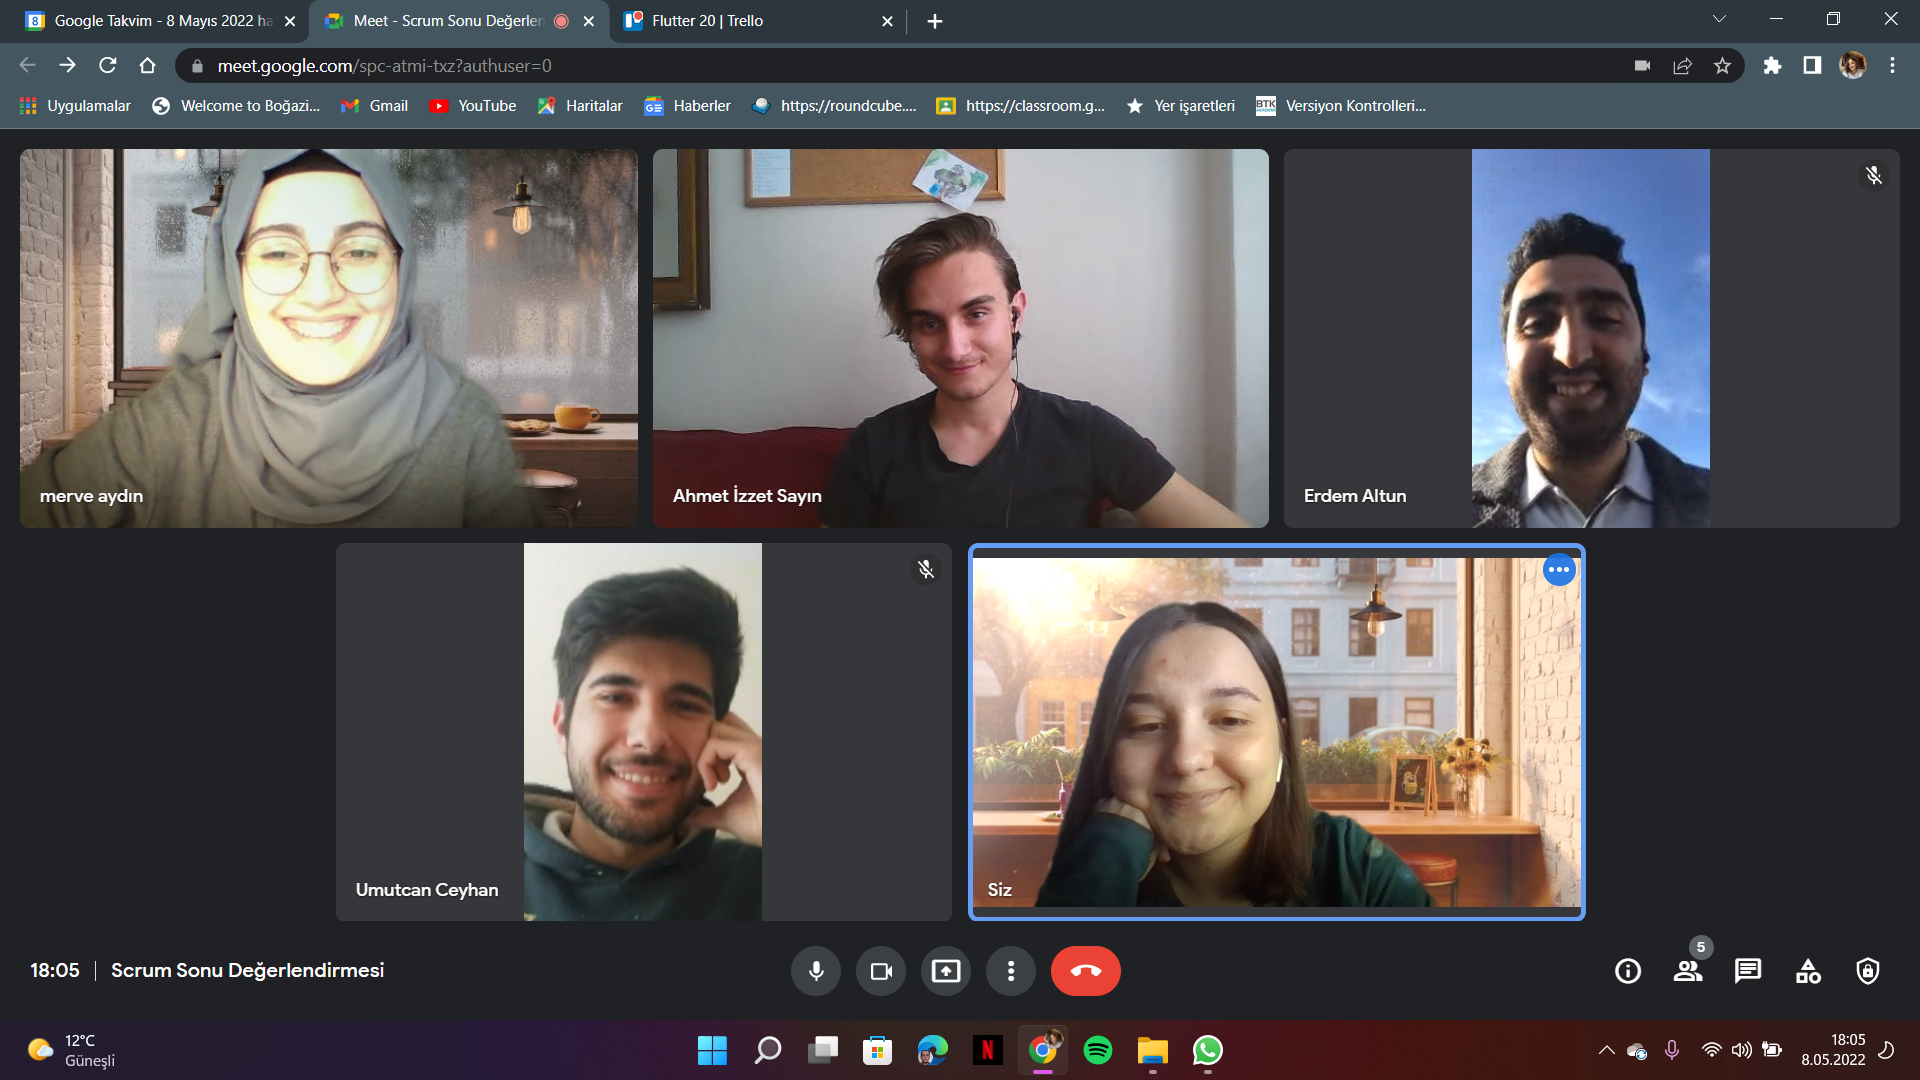 Google Takvim - 8 Mayıs 2022 ha
Meet - Scrum Sonu Değerlen
Flutter 20 | Trello
meet.google.com/spc-atmi-txz?authuser=0
Uygulamalar
Welcome to Boğazi...
Gmail
YouTube
Haritalar
Haberler
https://roundcube....
https://classroom.g...
Yer işaretleri
BTK
Versiyon Kontrolleri...
merve aydın
Ahmet İzzet Sayın
Erdem Altun
Umutcan Ceyhan
Siz
18:05 | Scrum Sonu Değerlendirmesi
5
12°C
Güneşli
18:05
8.05.2022